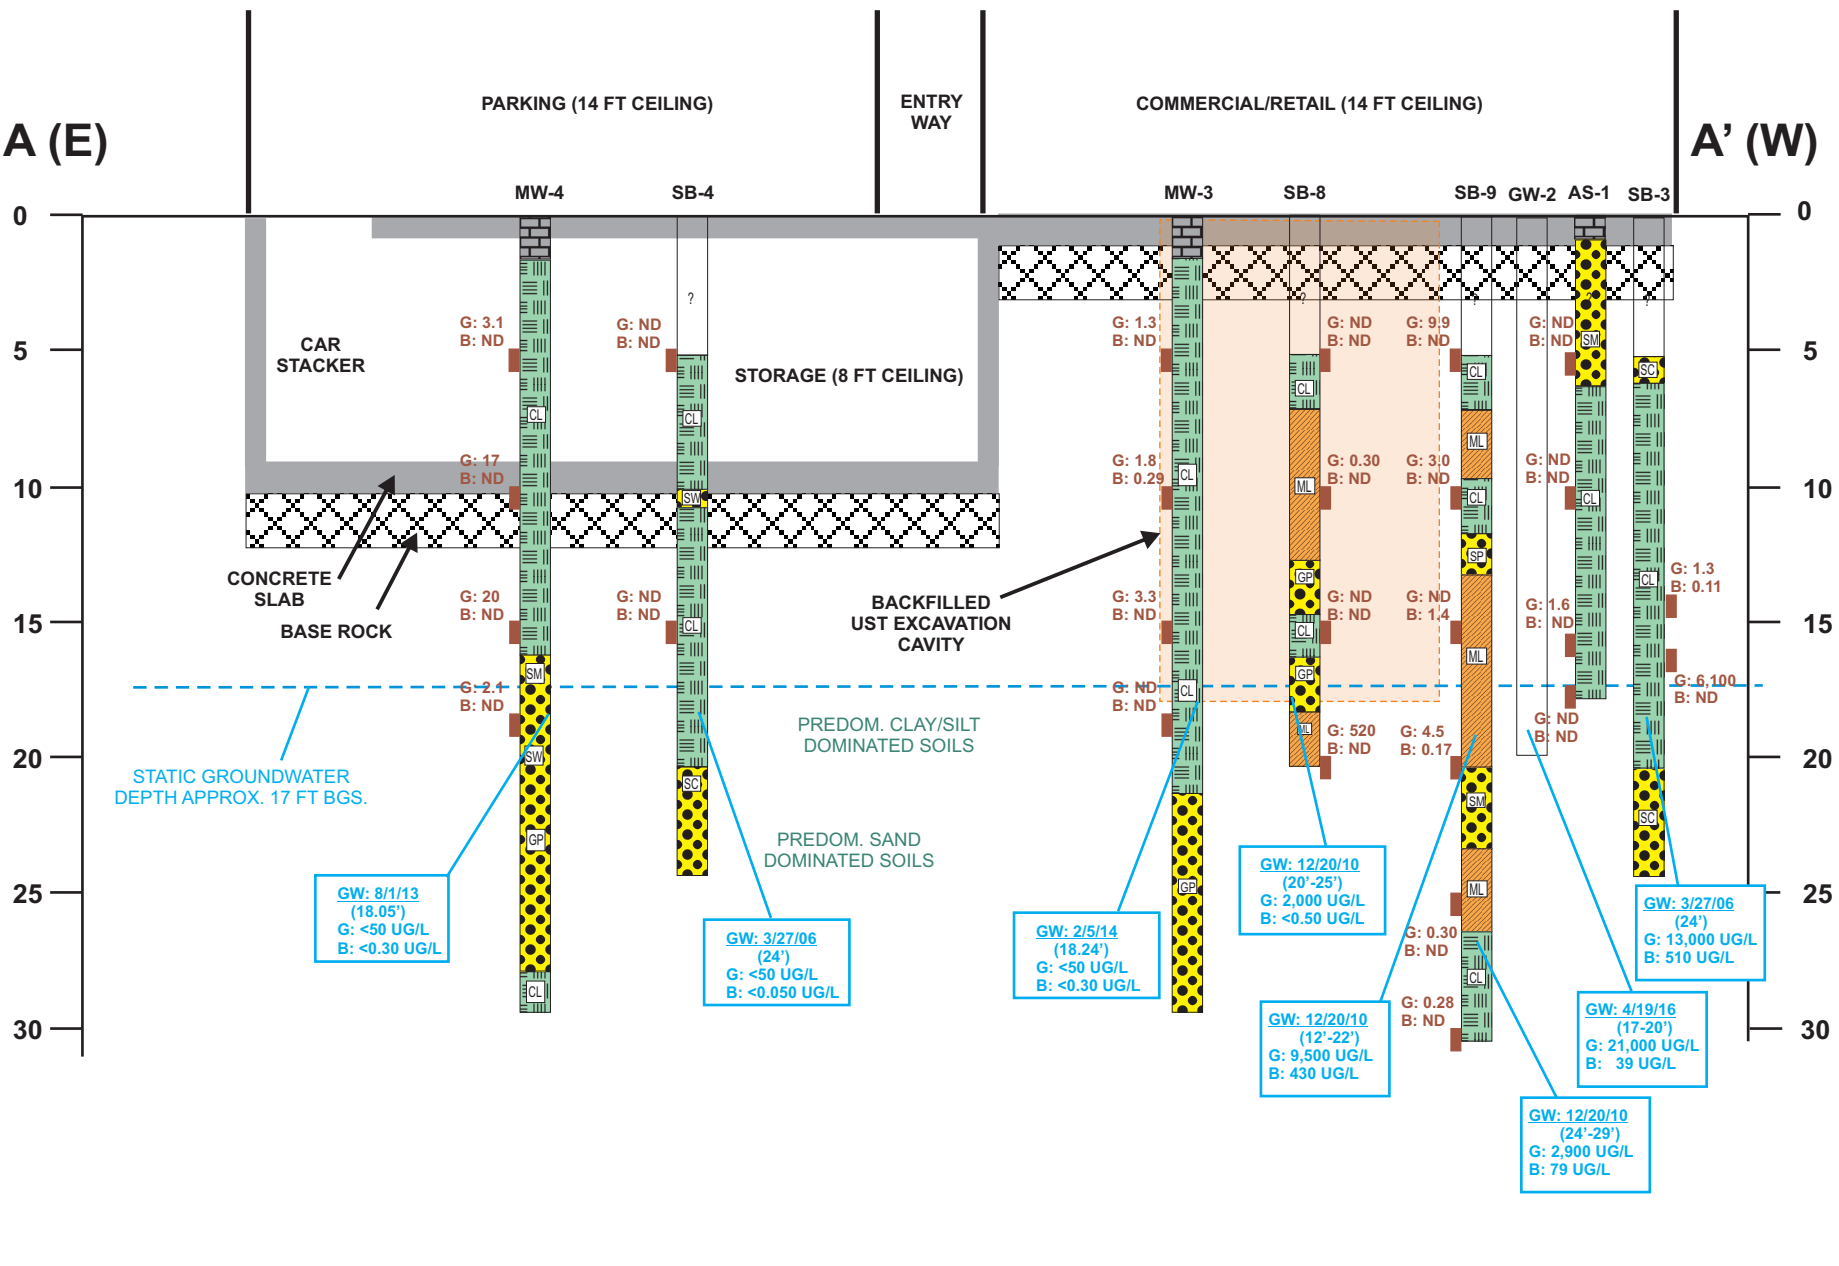 PARKING (14 FT CEILING)
ENTRY
WAY
COMMERCIAL/RETAIL (14 FT CEILING)
A (E)
A’ (W)
MW-4
SB-4
MW-3
SB-8
SB-9
GW-2
AS-1
SB-3
0
5
10
15
20
25
30
0
5
10
15
20
25
30
CAR
STACKER
STORAGE (8 FT CEILING)
CONCRETE
SLAB
BASE ROCK
BACKFILLED
UST EXCAVATION
CAVITY
STATIC GROUNDWATER
DEPTH APPROX. 17 FT BGS.
PREDOM. CLAY/SILT
DOMINATED SOILS
PREDOM. SAND
DOMINATED SOILS
G: 3.1
B: ND
G: 17
B: ND
G: 20
B: ND
G: 2.1
B: ND
CL
SM
SW
GP
CL
G: ND
B: ND
G: ND
B: ND
?
CL
SW
CL
SC
G: 1.3
B: ND
G: 1.8
B: 0.29
G: 3.3
B: ND
G: ND
B: ND
CL
CL
GP
?
CL
ML
GP
CL
GP
ML
G: ND
B: ND
G: 0.30
B: ND
G: ND
B: ND
G: 520
B: ND
G: 9.9
B: ND
G: 3.0
B: ND
G: ND
B: 1.4
G: 4.5
B: 0.17
G: 0.30
B: ND
G: 0.28
B: ND
?
CL
ML
CL
SP
ML
SM
ML
CL
G: ND
B: ND
G: ND
B: ND
G: 1.6
B: ND
G: ND
B: ND
?
SM
CL
?
SC
CL
SC
G: 1.3
B: 0.11
G: 6,100
B: ND
GW: 8/1/13
(18.05’)
G: <50 UG/L
B: <0.30 UG/L
GW: 3/27/06
(24’)
G: <50 UG/L
B: <0.050 UG/L
GW: 2/5/14
(18.24’)
G: <50 UG/L
B: <0.30 UG/L
GW: 12/20/10
(20’-25’)
G: 2,000 UG/L
B: <0.50 UG/L
GW: 12/20/10
(12’-22’)
G: 9,500 UG/L
B: 430 UG/L
GW: 12/20/10
(24’-29’)
G: 2,900 UG/L
B: 79 UG/L
GW: 4/19/16
(17-20’)
G: 21,000 UG/L
B: 39 UG/L
GW: 3/27/06
(24’)
G: 13,000 UG/L
B: 510 UG/L